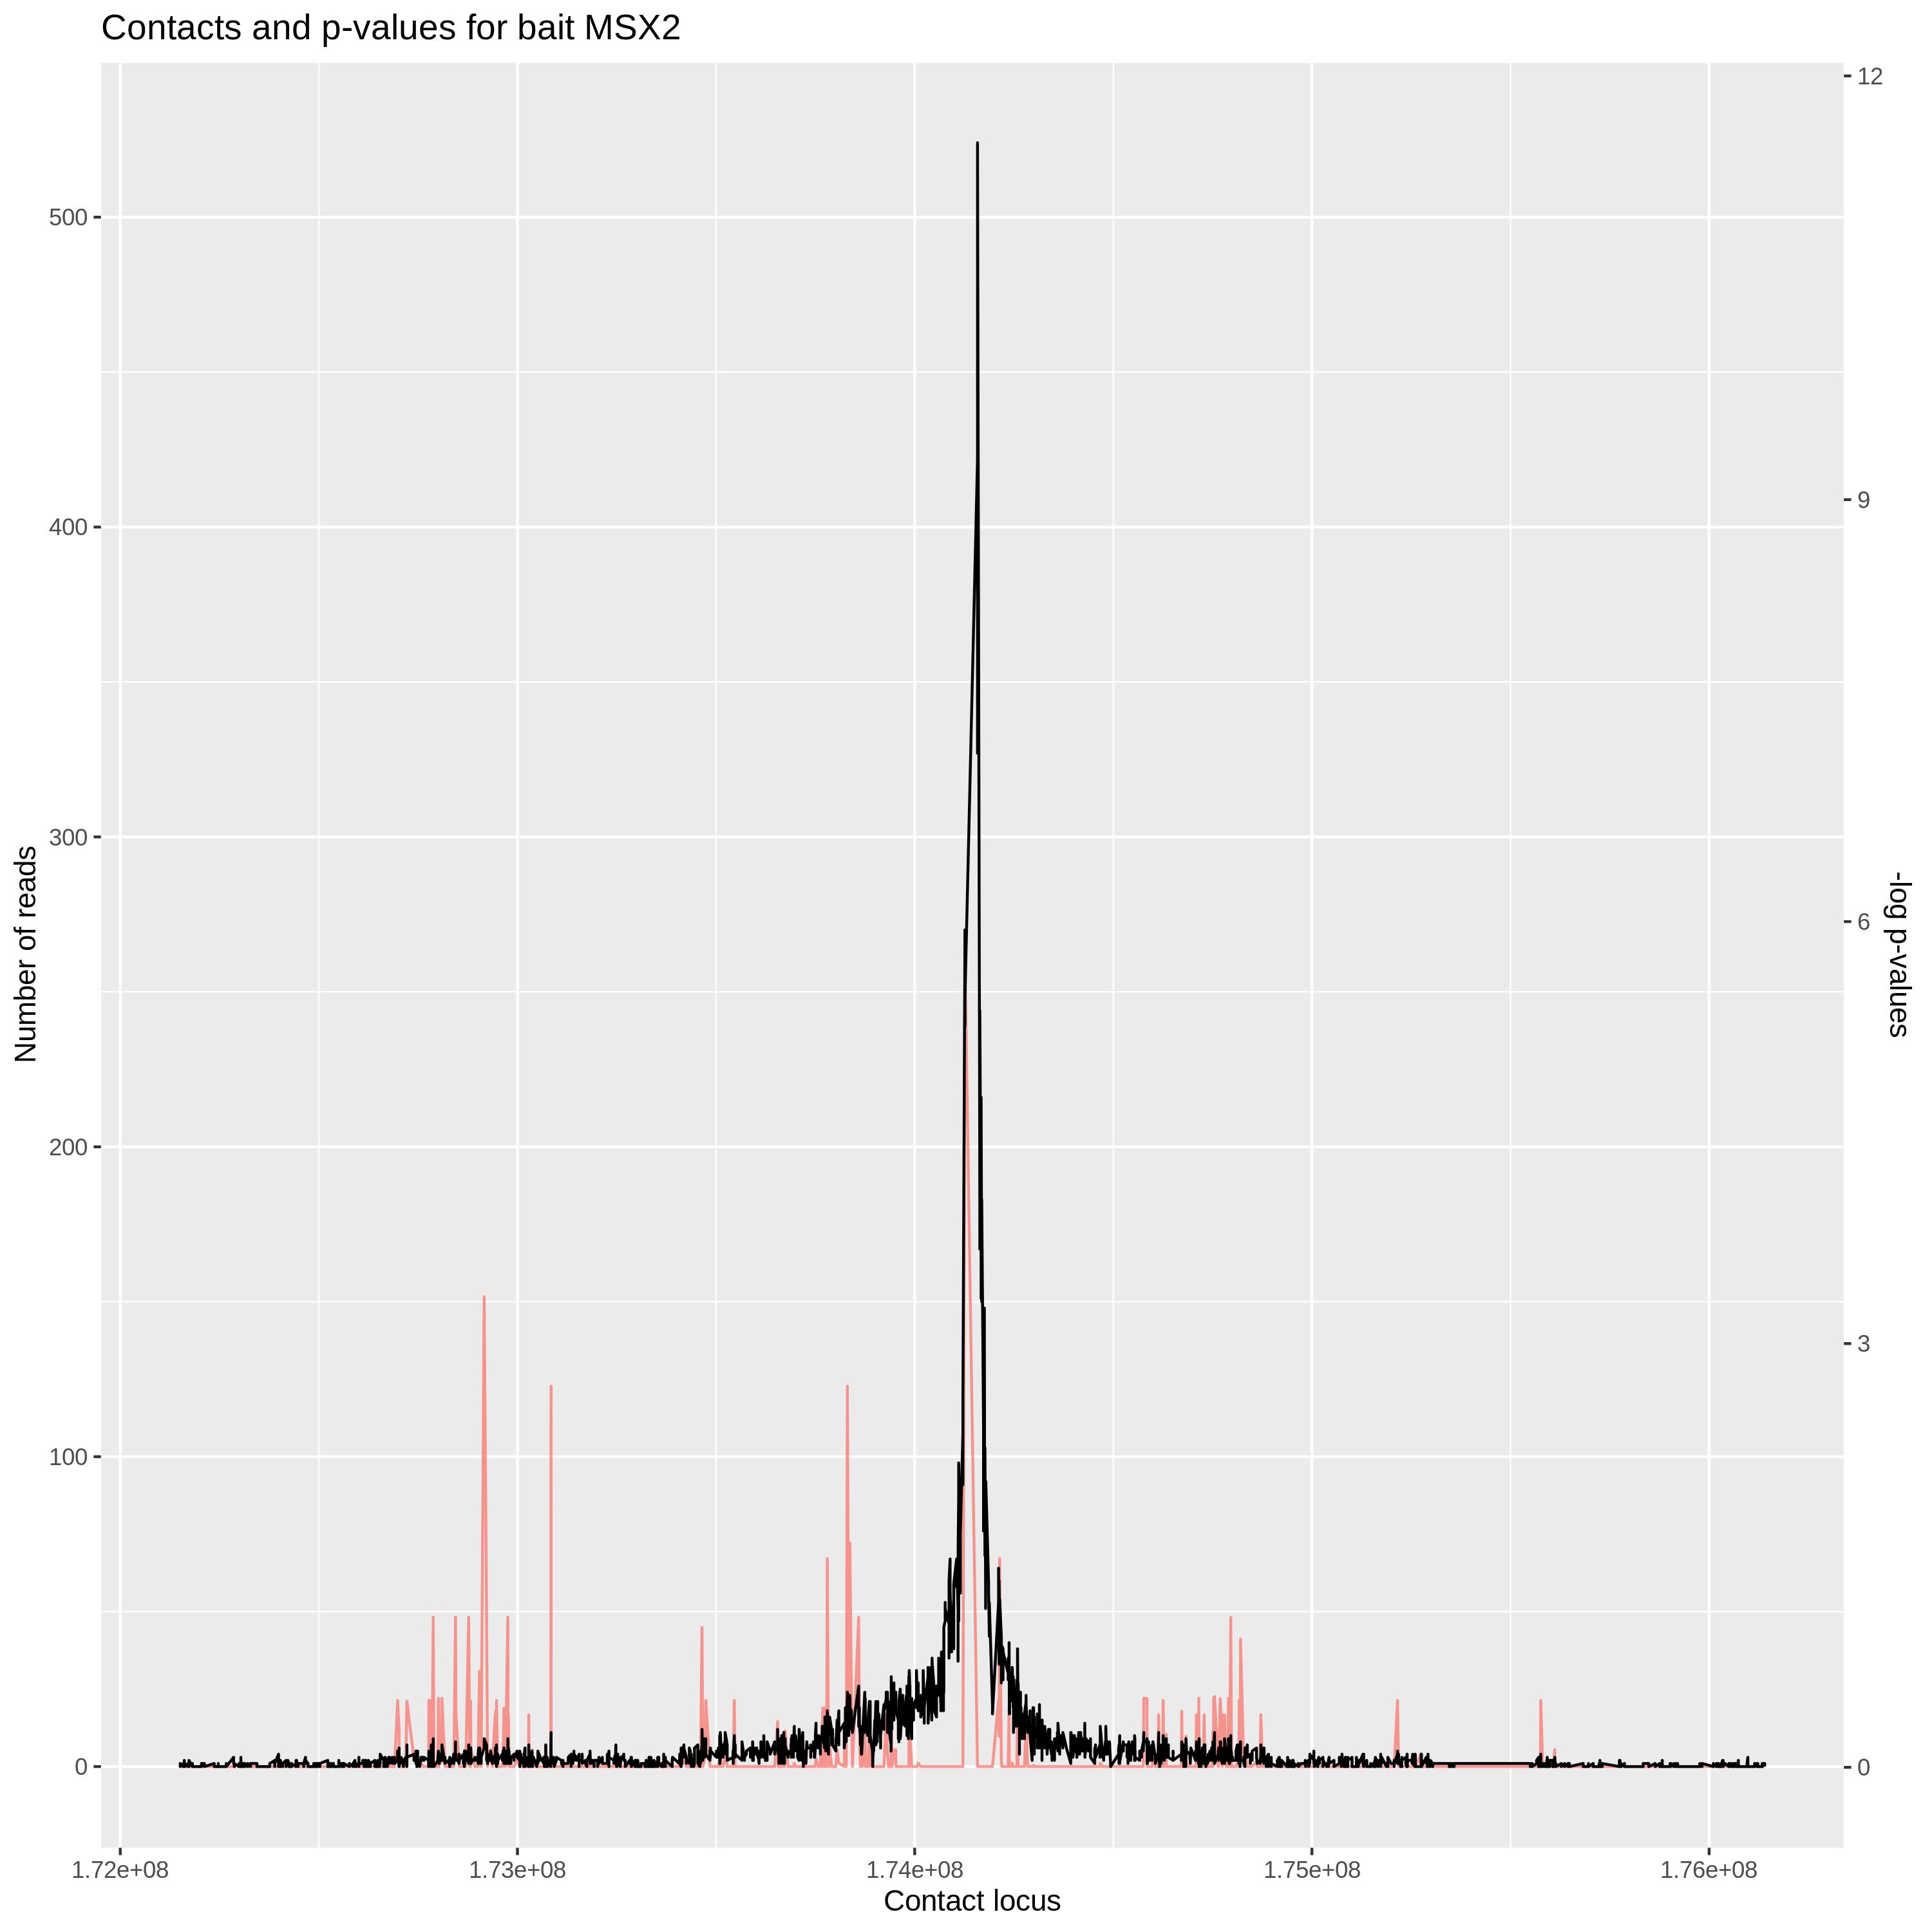 Contacts and p-values for bait MSX2
12
500
9
400
300
6
Number of reads
-log p-values
200
3
100
0
0
1.72e+08 1.73e+08 1.74e+08 1.75e+08 1.76e+08
Contact locus